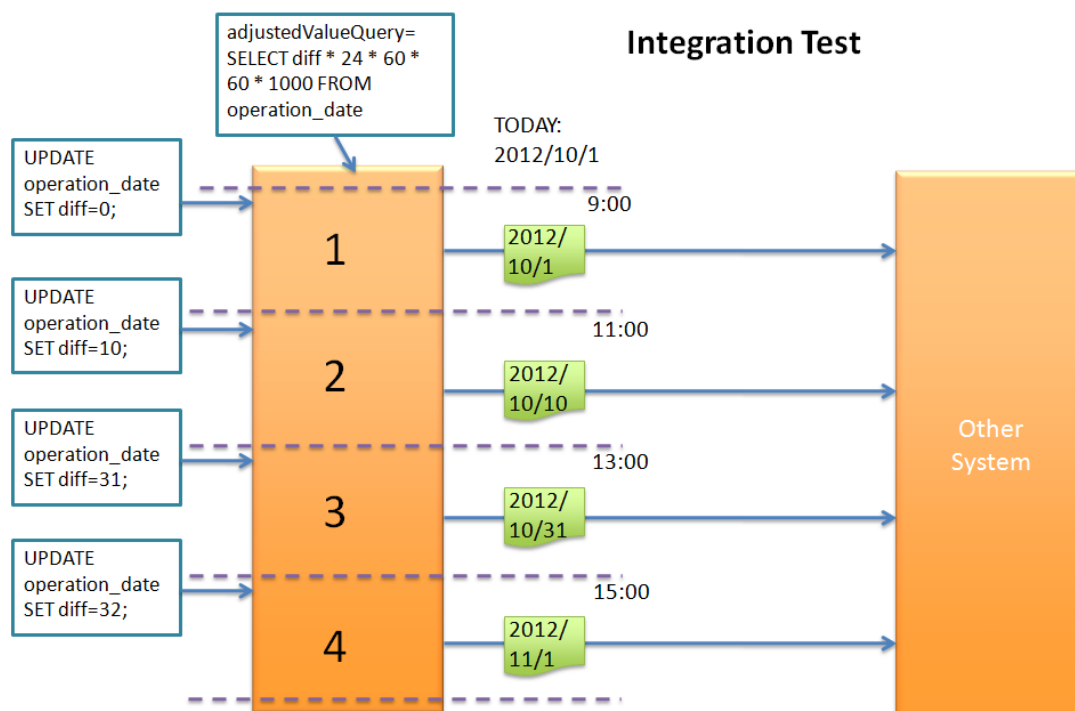 Integration Test
adjustedValueQuery=
SELECT diff * 24 * 60 *
60 * 1000 FROM
operation_date
TODAY:
2012/10/1
UPDATE
operation_date
SET diff=0;
9:00
1
2012/
10/1
UPDATE
operation_date
SET diff=10;
11:00
2
2012/
10/10
UPDATE
operation_date
SET diff=31;
13:00
3
2012/
10/31
UPDATE
operation_date
SET diff=32;
15:00
4
2012/
11/1
Other
System